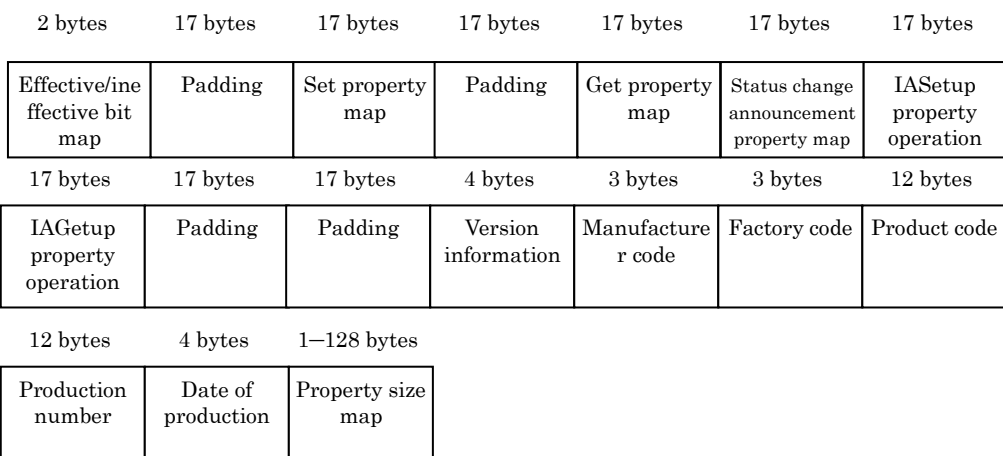 2 bytes 17 bytes 17 bytes 17 bytes 17 bytes 17 bytes 17 bytes
Effective/ine
ffective bit
map
Padding
Set property
map
Padding
Get property
map
Status change
announcement
property map
IASetup
property
operation
17 bytes 17 bytes 17 bytes 4 bytes 3 bytes 3 bytes 12 bytes
IAGetup
property
operation
Padding
Padding
Version
information
Manufacture
r code
Factory code
Product code
12 bytes 4 bytes 1–128 bytes
Production
number
Date of
production
Property size
map